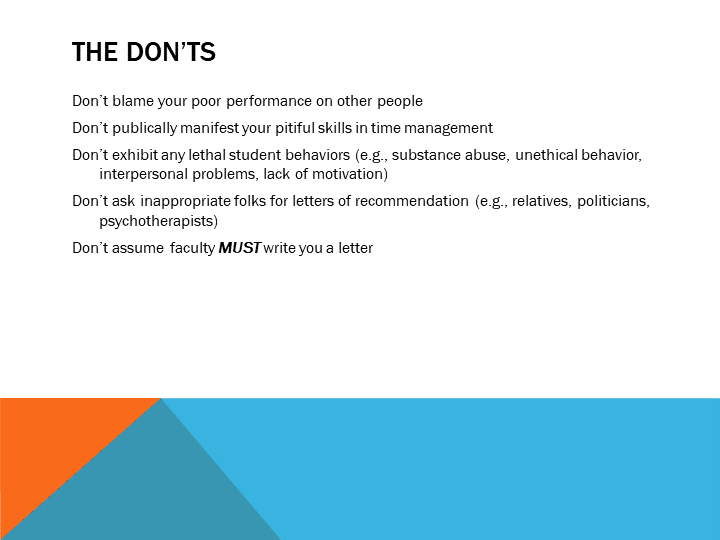 THE DON’TS
Don’t blame your poor performance on other people
Don’t publically manifest your pitiful skills in time management
Don’t exhibit any lethal student behaviors (e.g., substance abuse, unethical behavior,
interpersonal problems, lack of motivation)
Don’t ask inappropriate folks for letters of recommendation (e.g., relatives, politicians,
psychotherapists)
Don’t assume faculty MUST write you a letter